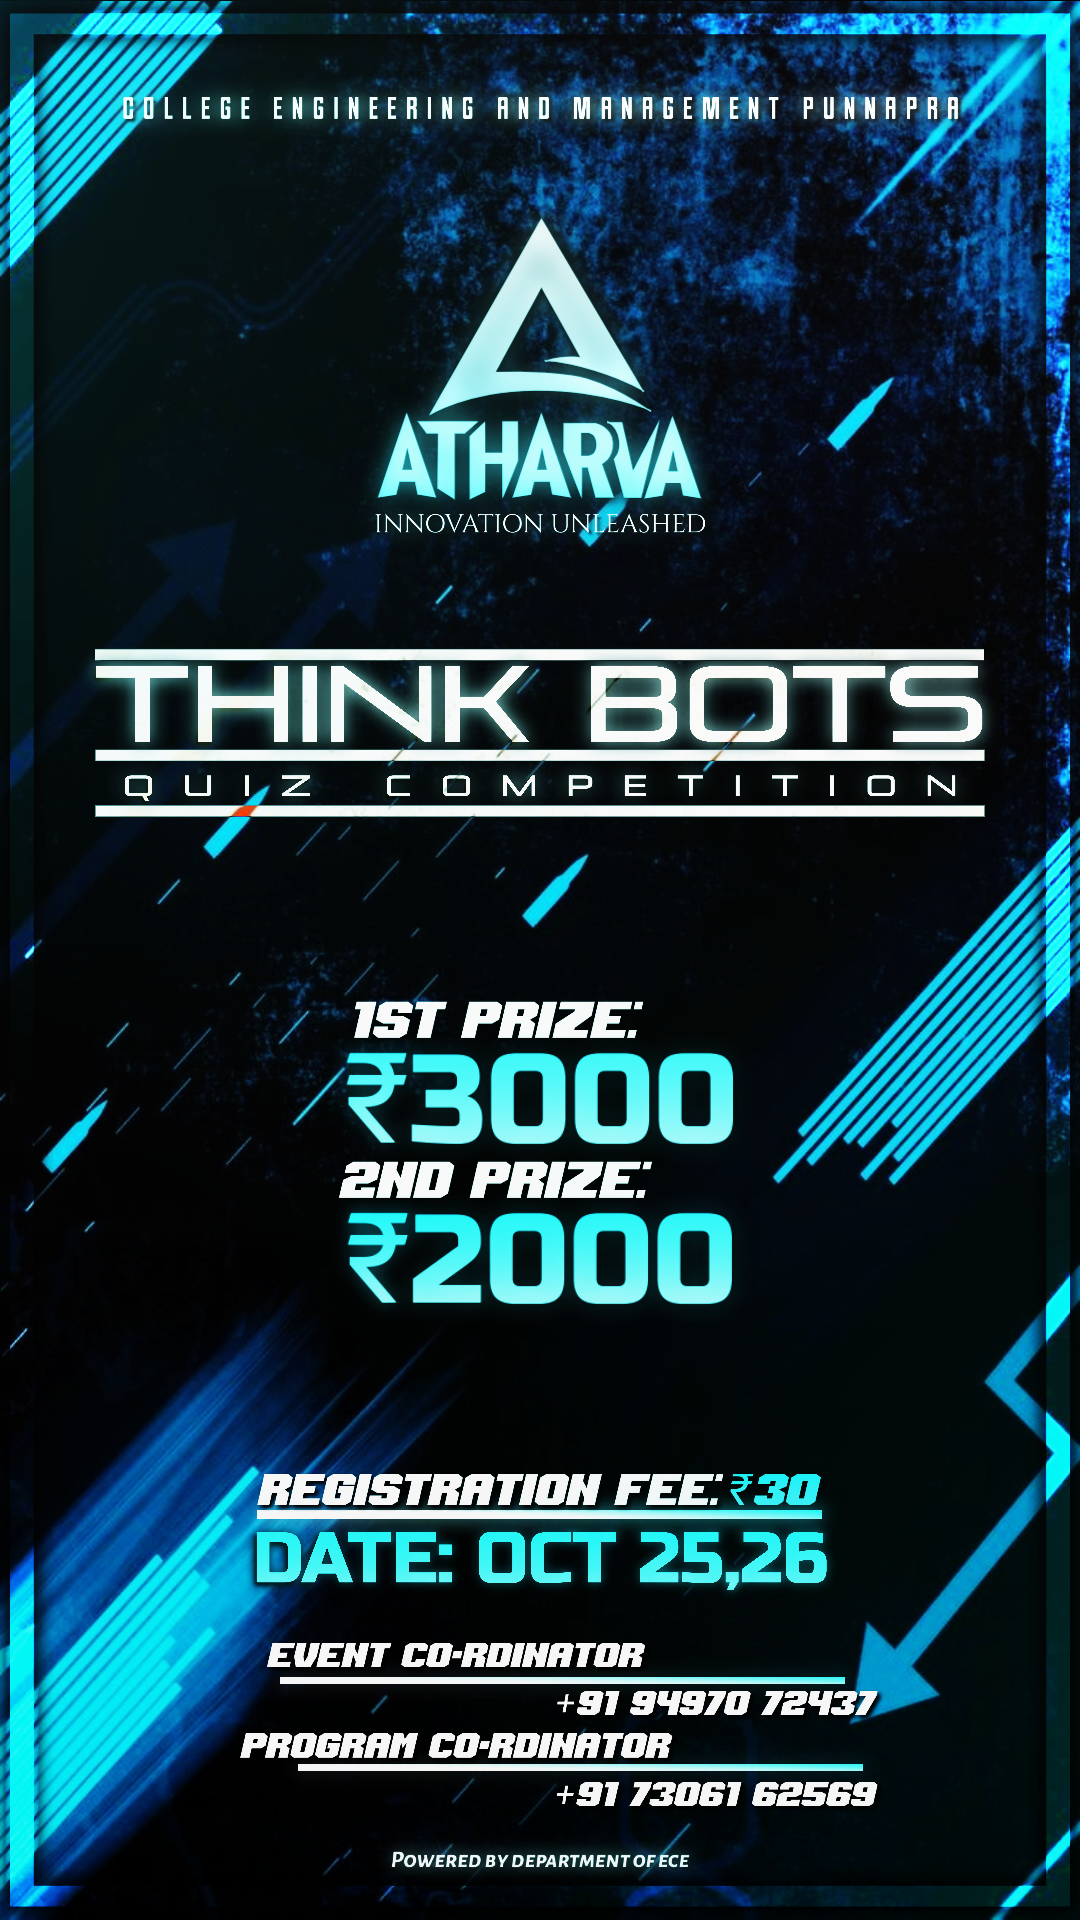 COLLEGE ENGINEERING AND MANAGEMENT PUNNAPRA
ATHARVA
INNOVATION UNLEASHED
THINK BOTS
QUIZ COMPETITION
1ST PRIZE:
₹3000
2ND PRIZE:
₹2000
REGISTRATION FEE: ₹30
DATE: OCT 25,26
EVENT CO-RDINATOR
+91 94970 72437
PROGRAM CO-RDINATOR
+91 73061 62569
POWERED BY DEPARTMENT OF ECE